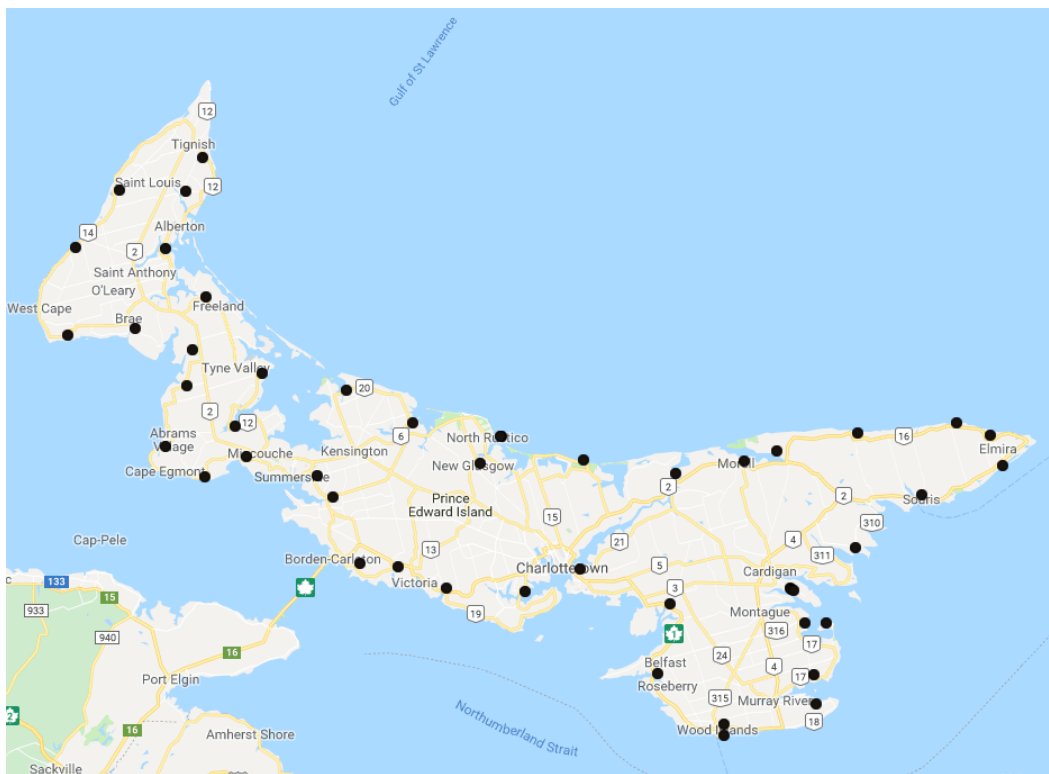 Gulf of St Lawrence
12
Tignish
Saint Louis
12
Alberton
14
2
Saint Anthony
O'Leary
West Cape
Freeland
Brae
Tyne Valley
20
2
12
Abrams
Village
6
North Rustico
16
Miscouche
Kensington
Elmira
Cape Egmont
Summerside
New Glasgow
Morell
2
2
Souris
Prince
Edward Island
15
310
Cap-Pele
13
21
4
311
Borden-Carleton
Charlottetown
5
Cardigan
133
Victoria
3
15
933
19
Montague
316
1
17
940
16
Belfast
24
Port Elgin
Roseberry
4
17
315
Murray River
2
16
Amherst Shore
Northumberland Strait
Wood Islands
18
Sackville